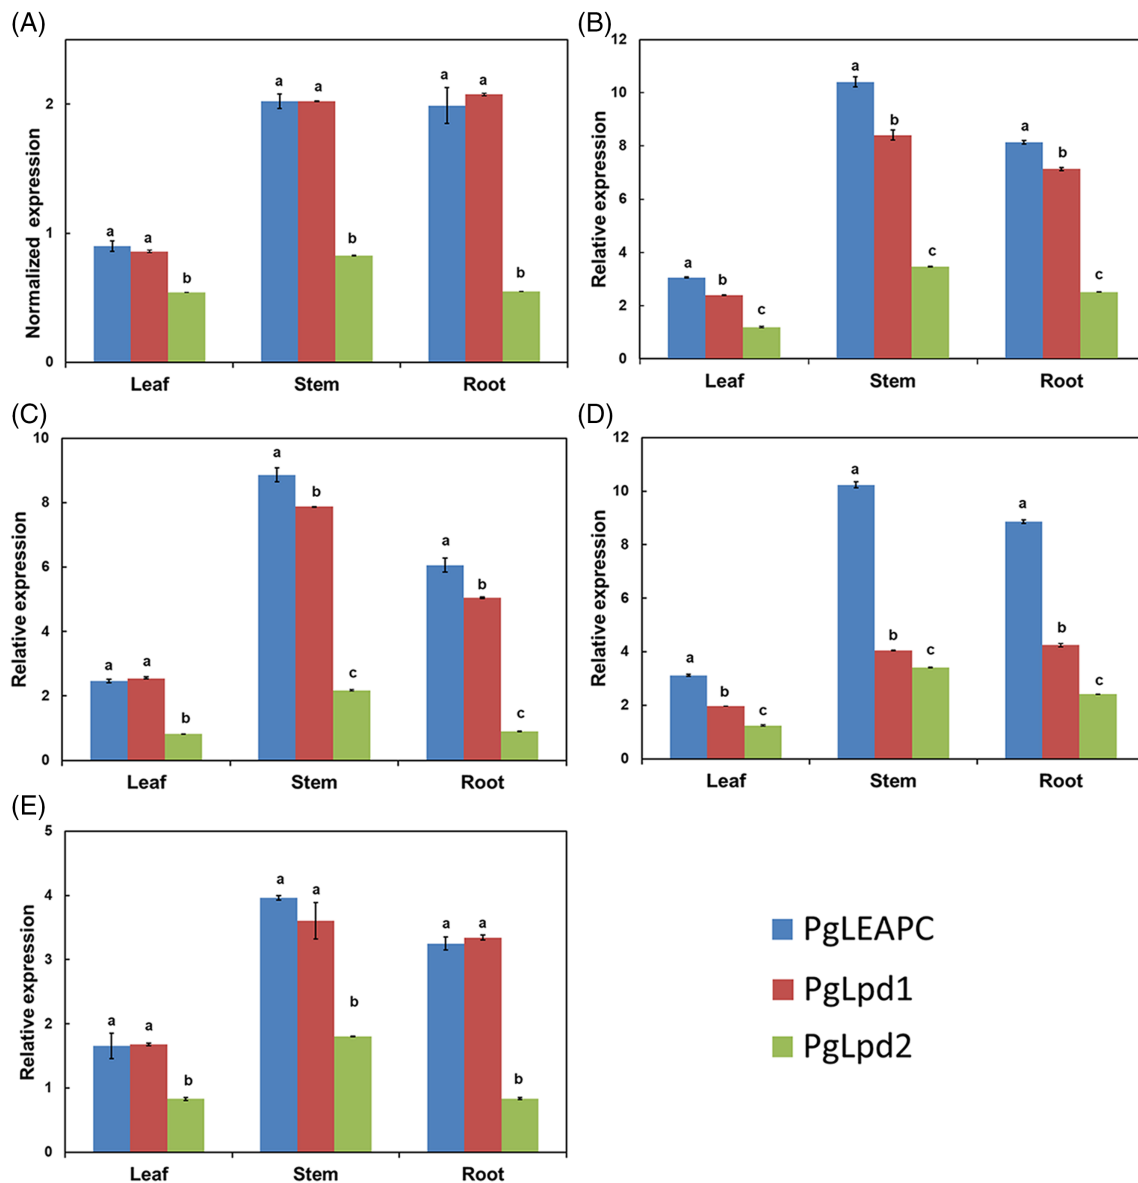 (A)
Normalized expression
2
1
0
a a b
a a b
a a b
Leaf Stem Root
(B)
Relative expression
12
10
8
6
4
2
0
a b c
a b c
a b c
Leaf Stem Root
(C)
Relative expression
10
8
6
4
2
0
a a b
a b c
a b c
Leaf Stem Root
(D)
Relative expression
12
10
8
6
4
2
0
a b c
a b c
a b c
Leaf Stem Root
(E)
Relative expression
5
4
3
2
1
0
a a b
a a b
a a b
Leaf Stem Root
PgLEAPC
PgLpd1
PgLpd2